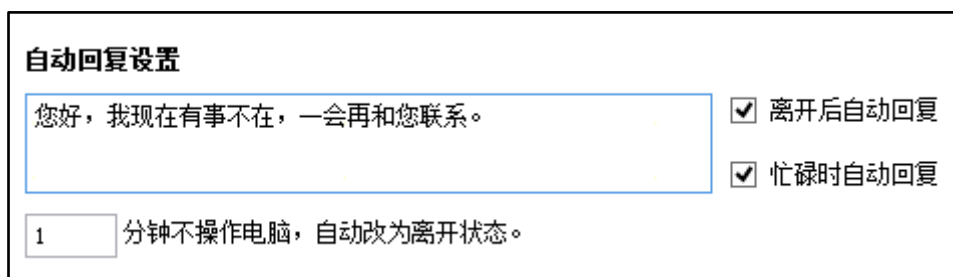 自动回复设置
您好，我现在有事不在，一会再和您联系。
离开后自动回复
忙碌时自动回复
1 分钟不操作电脑，自动改为离开状态。